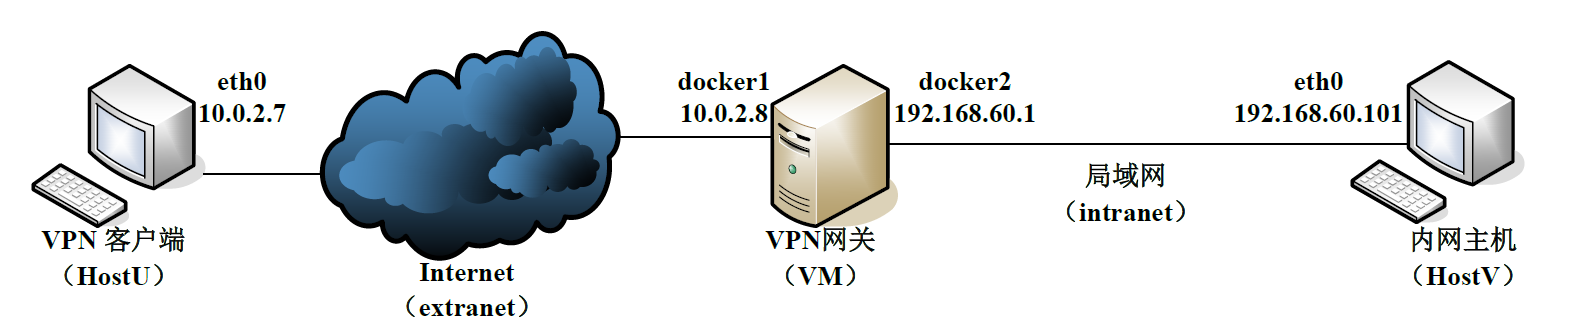 eth0
10.0.2.7
VPN 客户端
（HostU）
Internet
（extranet）
docker1
10.0.2.8
VPN网关
（VM）
docker2
192.168.60.1
局域网
（intranet）
eth0
192.168.60.101
内网主机
（HostV）